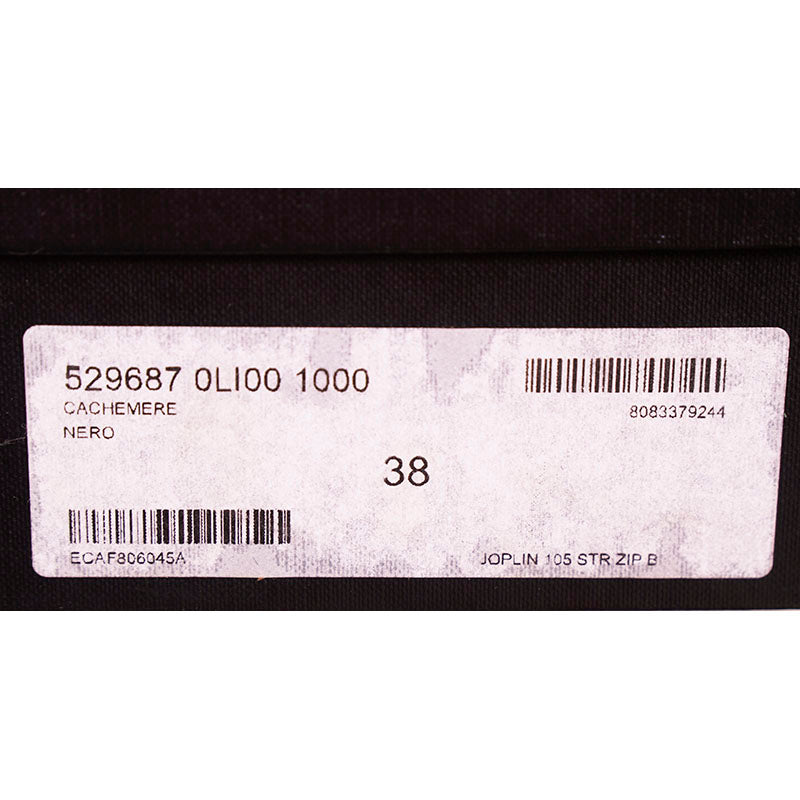 529687 0LI00 1000
CACHEMERE
NERO
8083379244
38
ECAF806045A
JOPLIN 105 STR ZIP B